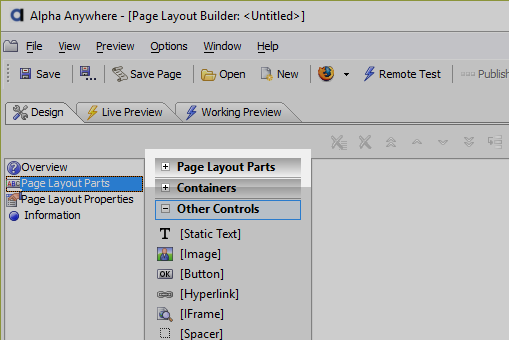 Alpha Anywhere - [Page Layout Builder: <Untitled>]
File View Preview Options Window Help
Save Save Page Open New Remote Test Publish
Design Live Preview Working Preview
Overview
Page Layout Parts
Page Layout Properties
Information
Page Layout Parts
Containers
Other Controls
T [Static Text]
[Image]
OK [Button]
[Hyperlink]
[IFrame]
[Spacer]